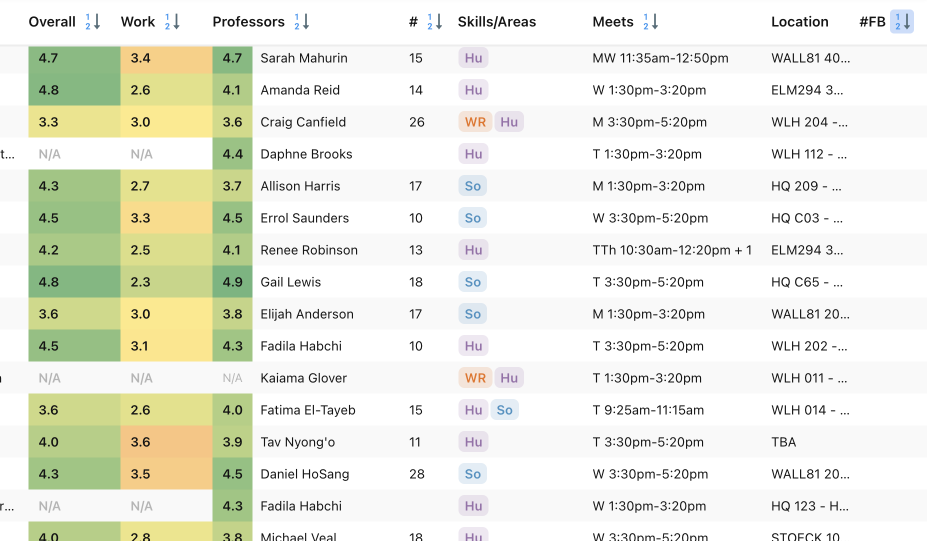 Overall Work Professors # Skills/Areas Meets Location #FB
4.7 3.4 4.7 Sarah Mahurin 15 Hu MW 11:35am-12:50pm WALL81 40...
4.8 2.6 4.1 Amanda Reid 14 Hu W 1:30pm-3:20pm ELM294 3...
3.3 3.0 3.6 Craig Canfield 26 WR Hu M 3:30pm-5:20pm WLH 204 -...
t... N/A N/A 4.4 Daphne Brooks Hu T 1:30pm-3:20pm WLH 112 - ...
4.3 2.7 3.7 Allison Harris 17 So M 1:30pm-3:20pm HQ 209 - ...
4.5 3.3 4.5 Errol Saunders 10 So W 3:30pm-5:20pm HQ C03 - ...
4.2 2.5 4.1 Renee Robinson 13 Hu TTh 10:30am-12:20pm + 1 ELM294 3...
4.8 2.3 4.9 Gail Lewis 18 So T 3:30pm-5:20pm HQ C65 - ...
3.6 3.0 3.8 Elijah Anderson 17 So M 1:30pm-3:20pm WALL81 20...
4.5 3.1 4.3 Fadila Habchi 10 Hu T 3:30pm-5:20pm WLH 202 -...
N/A N/A N/A Kaiama Glover WR Hu T 1:30pm-3:20pm WLH 011 - ...
3.6 2.6 4.0 Fatima El-Tayeb 15 Hu So T 9:25am-11:15am WLH 014 - ...
4.0 3.6 3.9 Tav Nyong'o 11 Hu T 3:30pm-5:20pm TBA
4.3 3.5 4.5 Daniel HoSang 28 So W 3:30pm-5:20pm WALL81 20...
r... N/A N/A 4.3 Fadila Habchi Hu W 1:30pm-3:20pm HQ 123 - H...
4.0 2.8 3.8 Michael Veal 18 Hu W 3:30pm-5:20pm STOECK 10